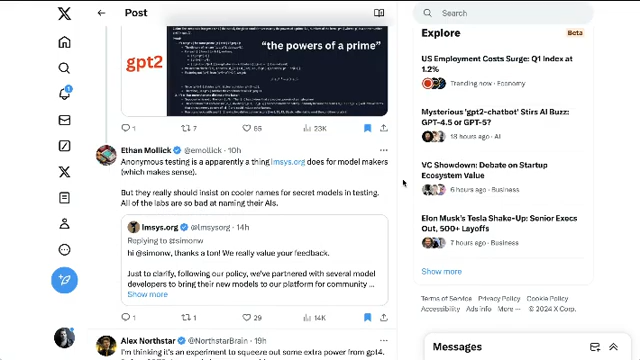 Post
Search
gpt2
"the powers of a prime"
1
7
66
23K
Ethan Mollick @emollick · 10h
Anonymous testing is a apparently a thing lmsys.org does for model makers
(which makes sense).
But they really should insist on cooler names for secret models in testing.
All of the labs are so bad at naming their AIs.
lmsys.org @lmsysorg · 14h
Replying to @simonw
hi @simonw, thanks a ton! We really value your feedback.
Just to clarify, following our policy, we've partnered with several model
developers to bring their new models to our platform for community ...
Show more
1
1
29
14K
Alex Northstar @NorthstarBrain · 19h
I'm thinking it's an experiment to squeeze out some extra power from gpt4.
Explore
Beta
US Employment Costs Surge: Q1 Index at
1.2%
Trending now · Economy
Mysterious 'gpt2-chatbot' Stirs AI Buzz:
GPT-4.5 or GPT-5?
18 hours ago · AI
VC Showdown: Debate on Startup
Ecosystem Value
6 hours ago · Business
Elon Musk's Tesla Shake-Up: Senior Execs
Out, 500+ Layoffs
7 hours ago · Business
Show more
Terms of Service Privacy Policy Cookie Policy
Accessibility Ads info More ··· © 2024 X Corp.
Messages